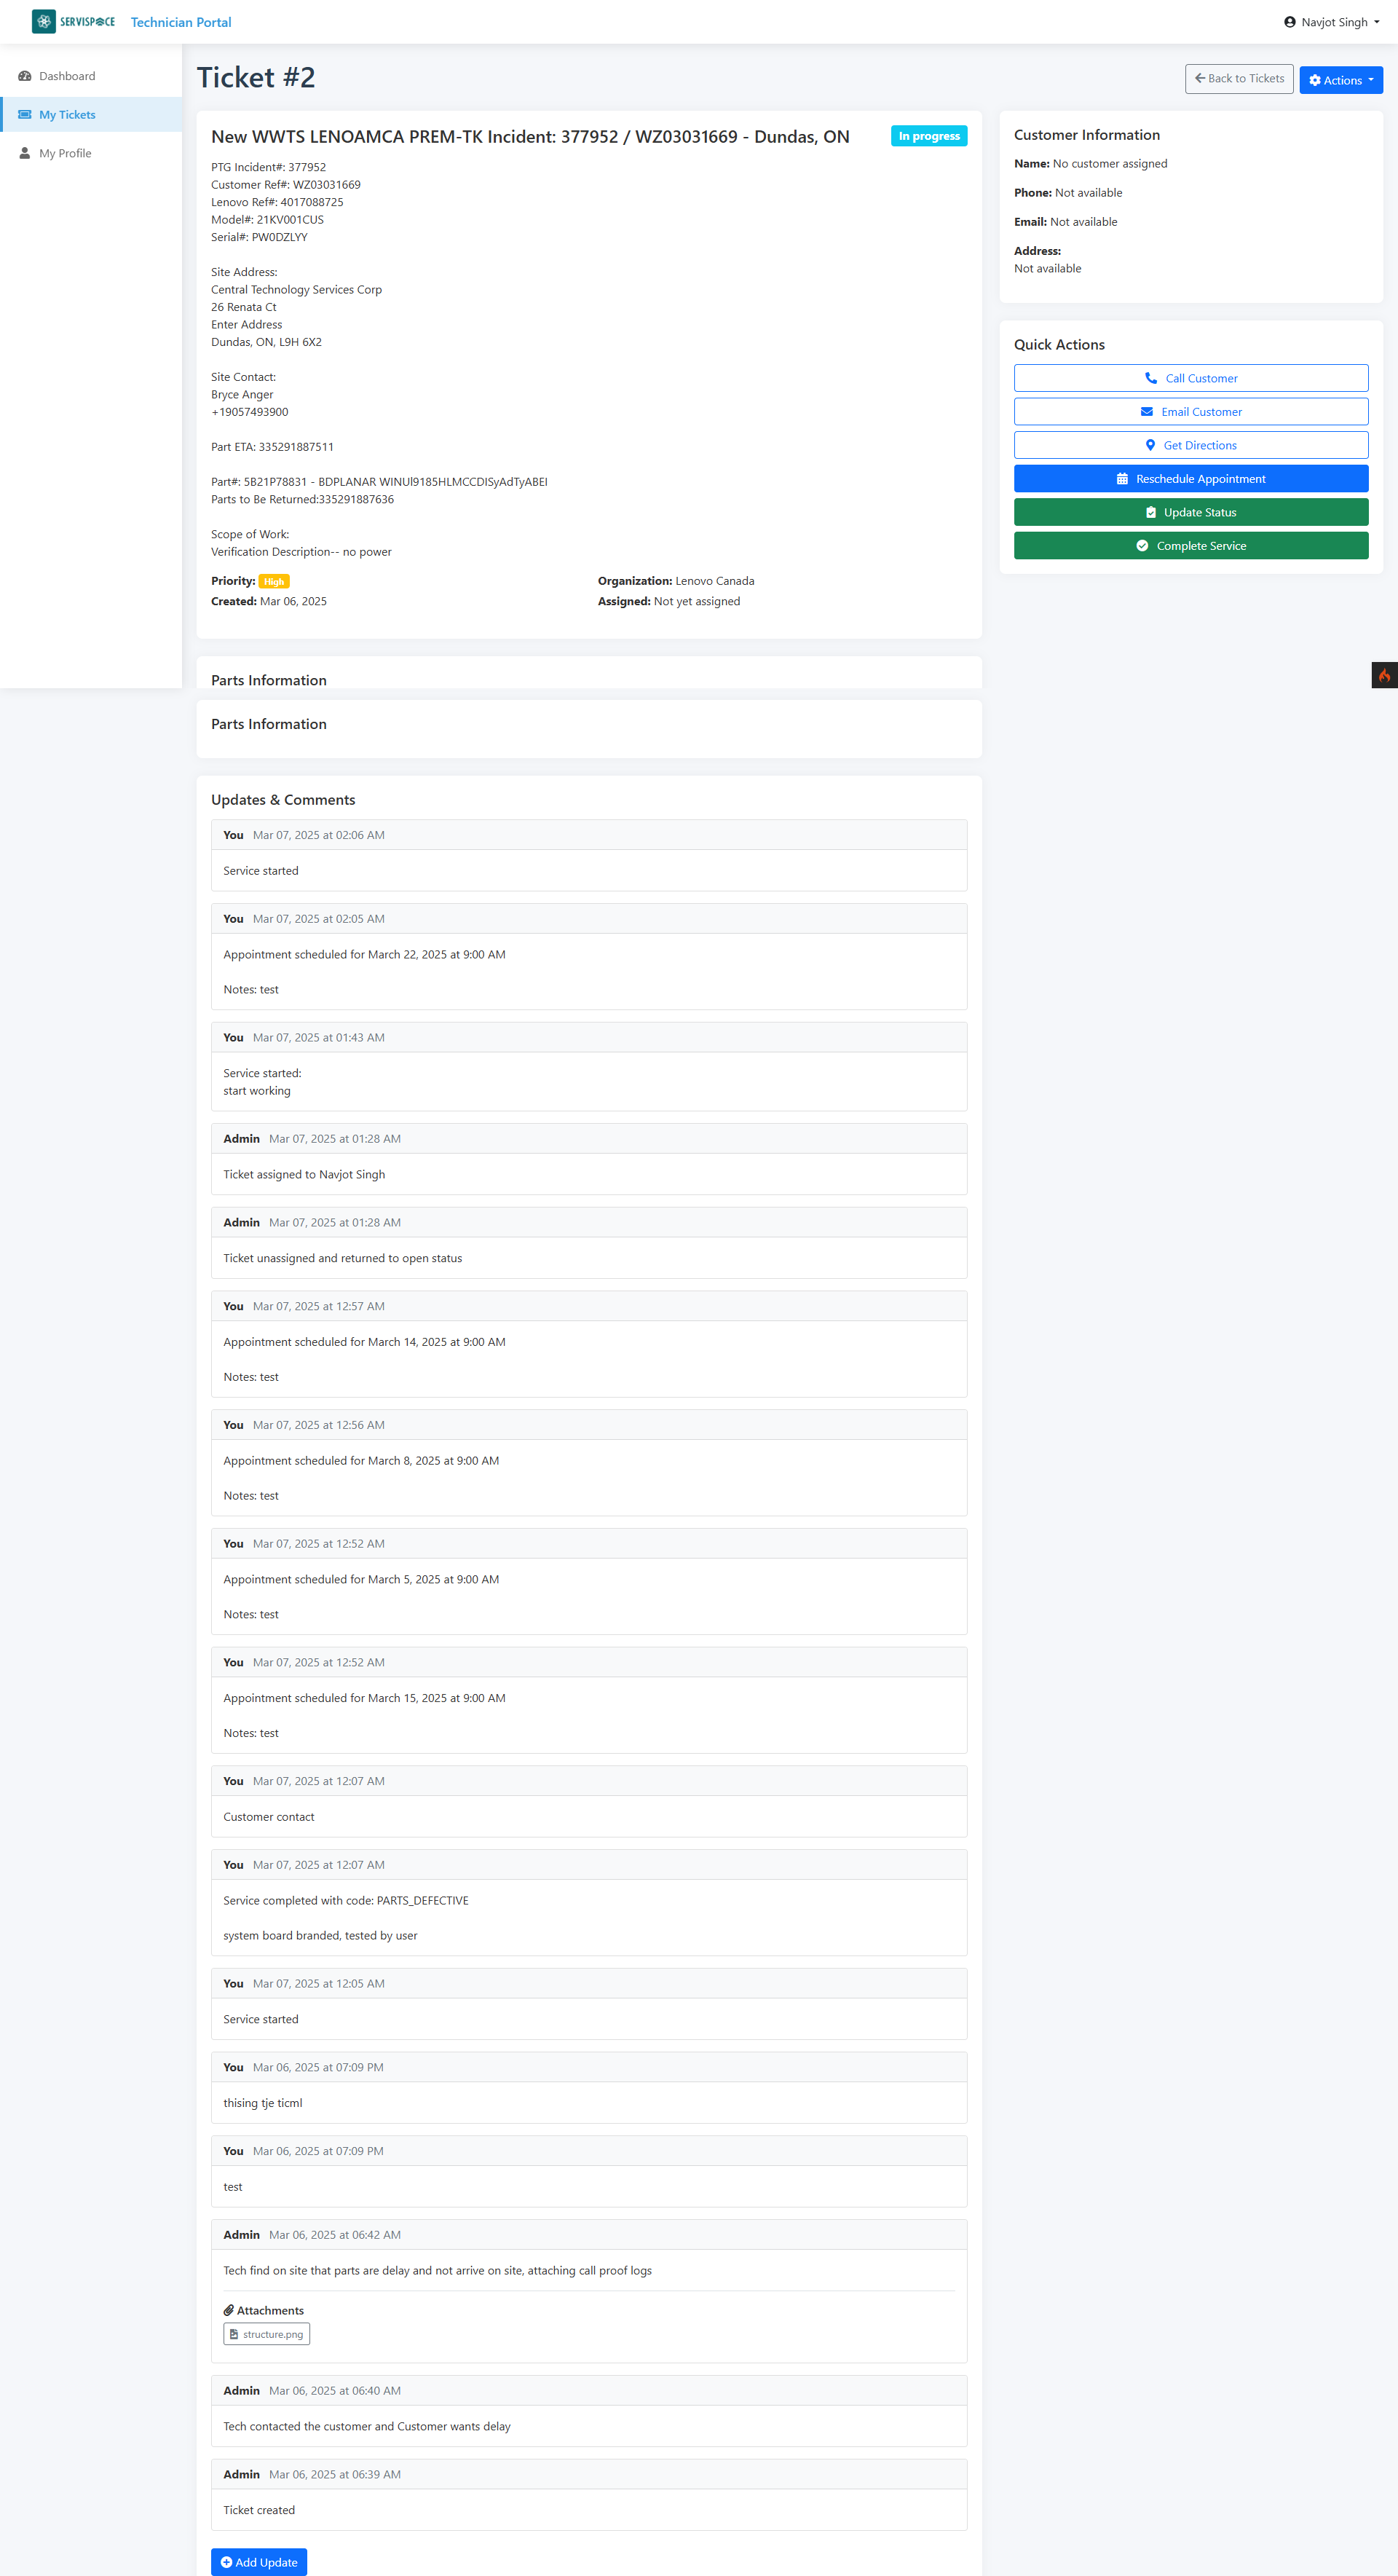 SERVISPACE
Technician Portal
Navjot Singh
Dashboard
My Tickets
My Profile
Ticket #2
Back to Tickets
Actions
New WWTS LENOAMCA PREM-TK Incident: 377952 / WZ03031669 - Dundas, ON
In progress
PTG Incident#: 377952
Customer Ref#: WZ03031669
Lenovo Ref#: 4017088725
Model#: 21KV001CUS
Serial#: PW0DZLYY
Site Address:
Central Technology Services Corp
26 Renata Ct
Enter Address
Dundas, ON, L9H 6X2
Site Contact:
Bryce Anger
+19057493900
Part ETA: 335291887511
Part#: 5B21P78831 - BDPLANAR WINUI9185HLMCCDISyAdTyABEI
Parts to Be Returned:335291887636
Scope of Work:
Verification Description-- no power
Priority: High
Organization: Lenovo Canada
Created: Mar 06, 2025
Assigned: Not yet assigned
Customer Information
Name: No customer assigned
Phone: Not available
Email: Not available
Address:
Not available
Quick Actions
Call Customer
Email Customer
Get Directions
Reschedule Appointment
Update Status
Complete Service
Parts Information
Parts Information
Updates & Comments
You Mar 07, 2025 at 02:06 AM
Service started
You Mar 07, 2025 at 02:05 AM
Appointment scheduled for March 22, 2025 at 9:00 AM
Notes: test
You Mar 07, 2025 at 01:43 AM
Service started:
start working
Admin Mar 07, 2025 at 01:28 AM
Ticket assigned to Navjot Singh
Admin Mar 07, 2025 at 01:28 AM
Ticket unassigned and returned to open status
You Mar 07, 2025 at 12:57 AM
Appointment scheduled for March 14, 2025 at 9:00 AM
Notes: test
You Mar 07, 2025 at 12:56 AM
Appointment scheduled for March 8, 2025 at 9:00 AM
Notes: test
You Mar 07, 2025 at 12:52 AM
Appointment scheduled for March 5, 2025 at 9:00 AM
Notes: test
You Mar 07, 2025 at 12:52 AM
Appointment scheduled for March 15, 2025 at 9:00 AM
Notes: test
You Mar 07, 2025 at 12:07 AM
Customer contact
You Mar 07, 2025 at 12:07 AM
Service completed with code: PARTS_DEFECTIVE
system board branded, tested by user
You Mar 07, 2025 at 12:05 AM
Service started
You Mar 06, 2025 at 07:09 PM
thising tje ticml
You Mar 06, 2025 at 07:09 PM
test
Admin Mar 06, 2025 at 06:42 AM
Tech find on site that parts are delay and not arrive on site, attaching call proof logs
Attachments
structure.png
Admin Mar 06, 2025 at 06:40 AM
Tech contacted the customer and Customer wants delay
Admin Mar 06, 2025 at 06:39 AM
Ticket created
Add Update